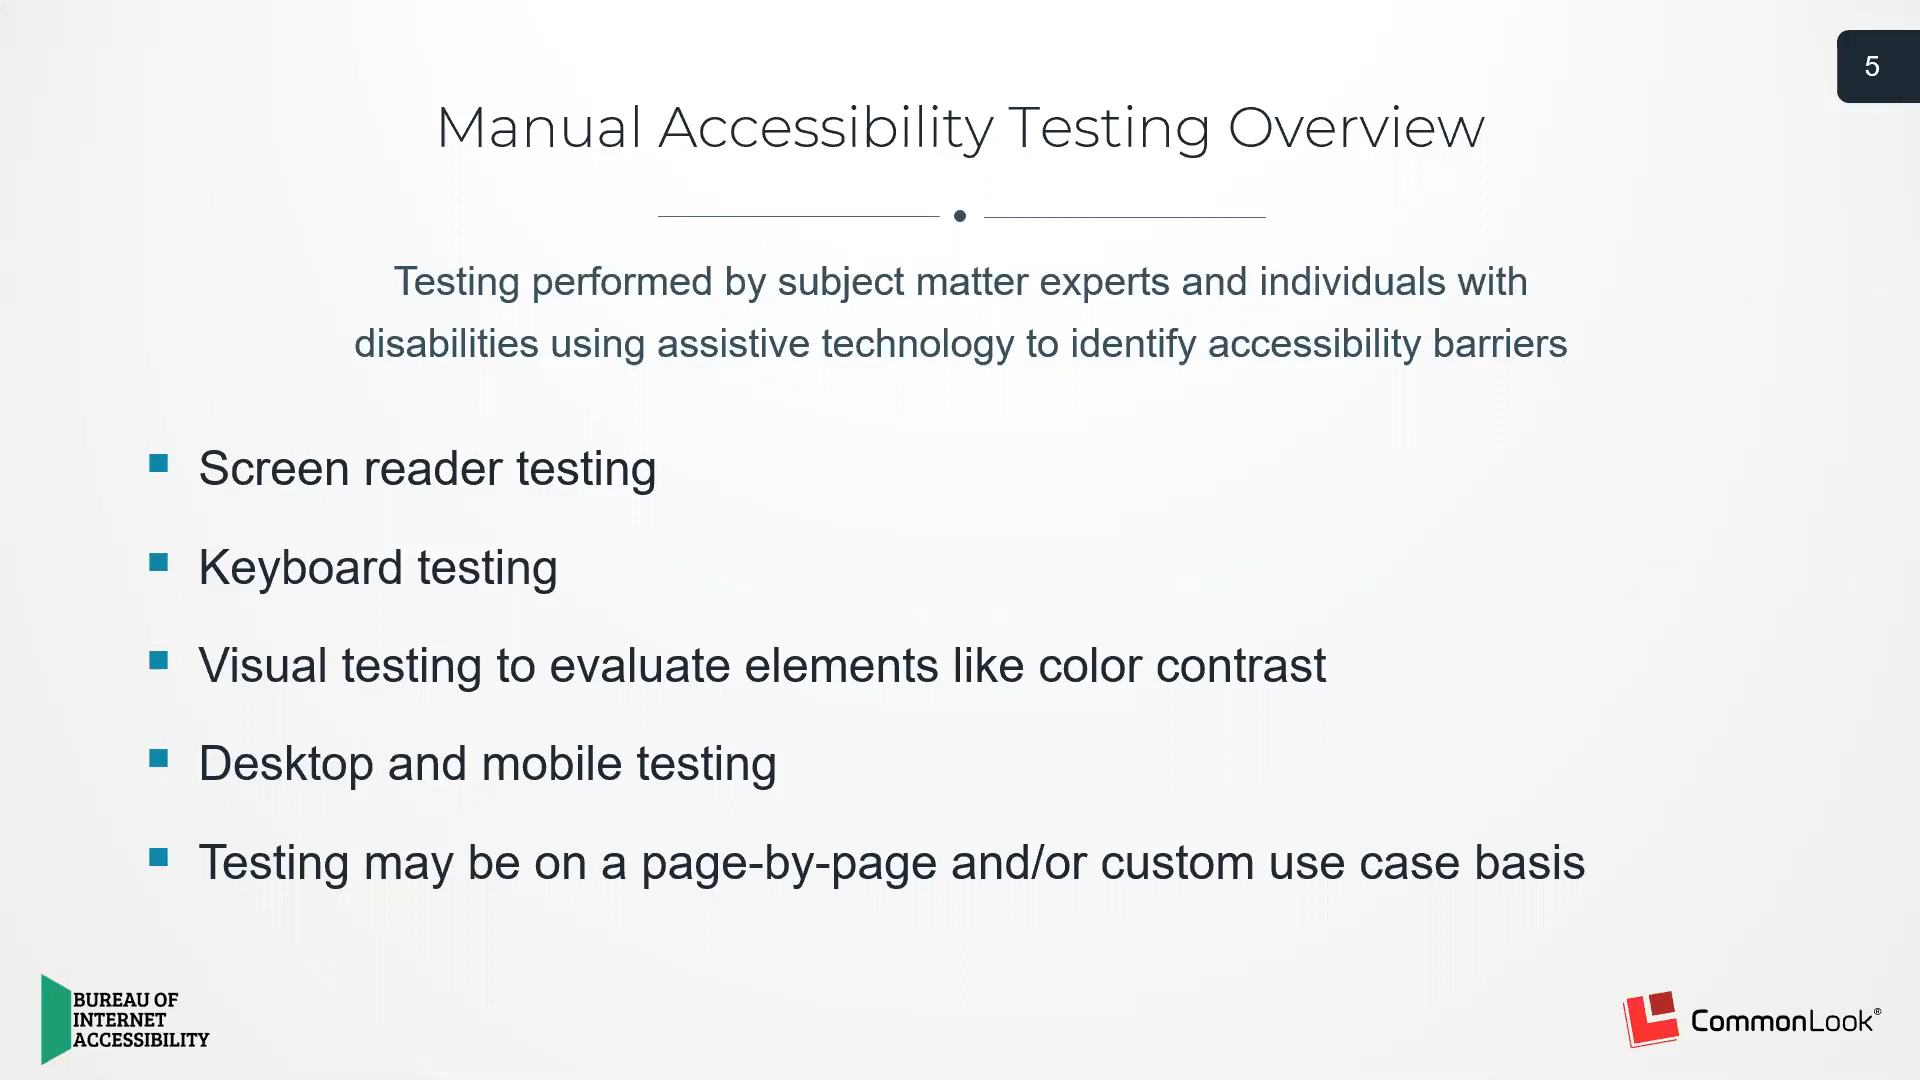 5
Manual Accessibility Testing Overview
Testing performed by subject matter experts and individuals with
disabilities using assistive technology to identify accessibility barriers
Screen reader testing
Keyboard testing
Visual testing to evaluate elements like color contrast
Desktop and mobile testing
Testing may be on a page-by-page and/or custom use case basis
BUREAU OF
INTERNET
ACCESSIBILITY
CommonLook®